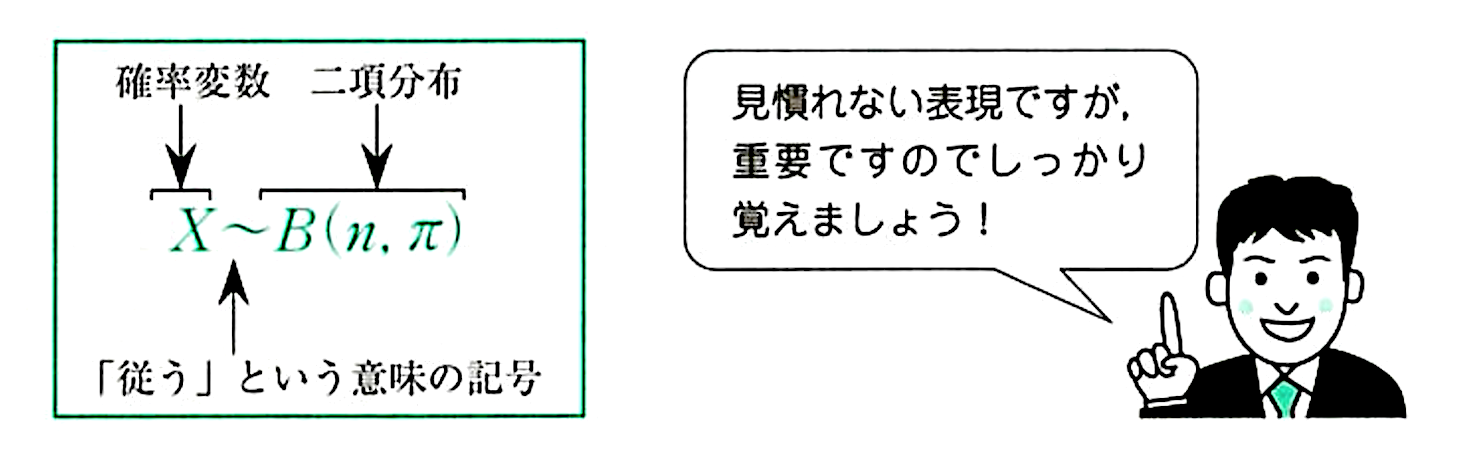 確率変数 二項分布
X～B(n, π)
「従う」という意味の記号
見慣れない表現ですが,
重要ですのでしっかり
覚えましょう！